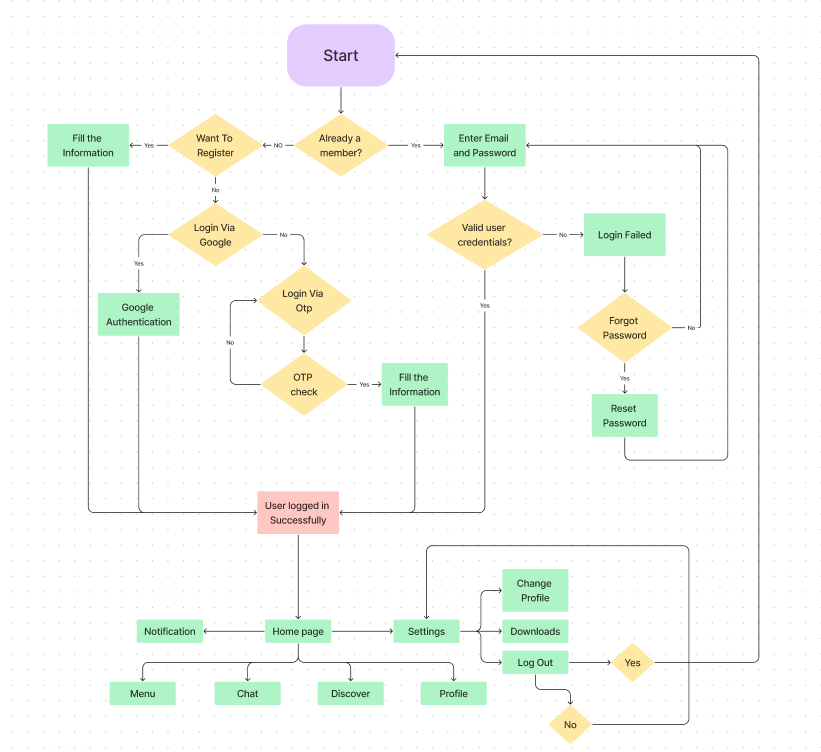 Start
Fill the
Information
Yes
Want To
Register
NO
Already a
member?
Yes
Enter Email
and Password
No
Login Via
Google
No
Valid user
credentials?
No
Login Failed
Yes
Google
Authentication
Login Via
Otp
Yes
Forgot
Password
No
No
OTP
check
Yes
Fill the
Information
Yes
Reset
Password
User logged in
Successfully
Change
Profile
Notification
Home page
Settings
Downloads
Log Out
Yes
Menu
Chat
Discover
Profile
No